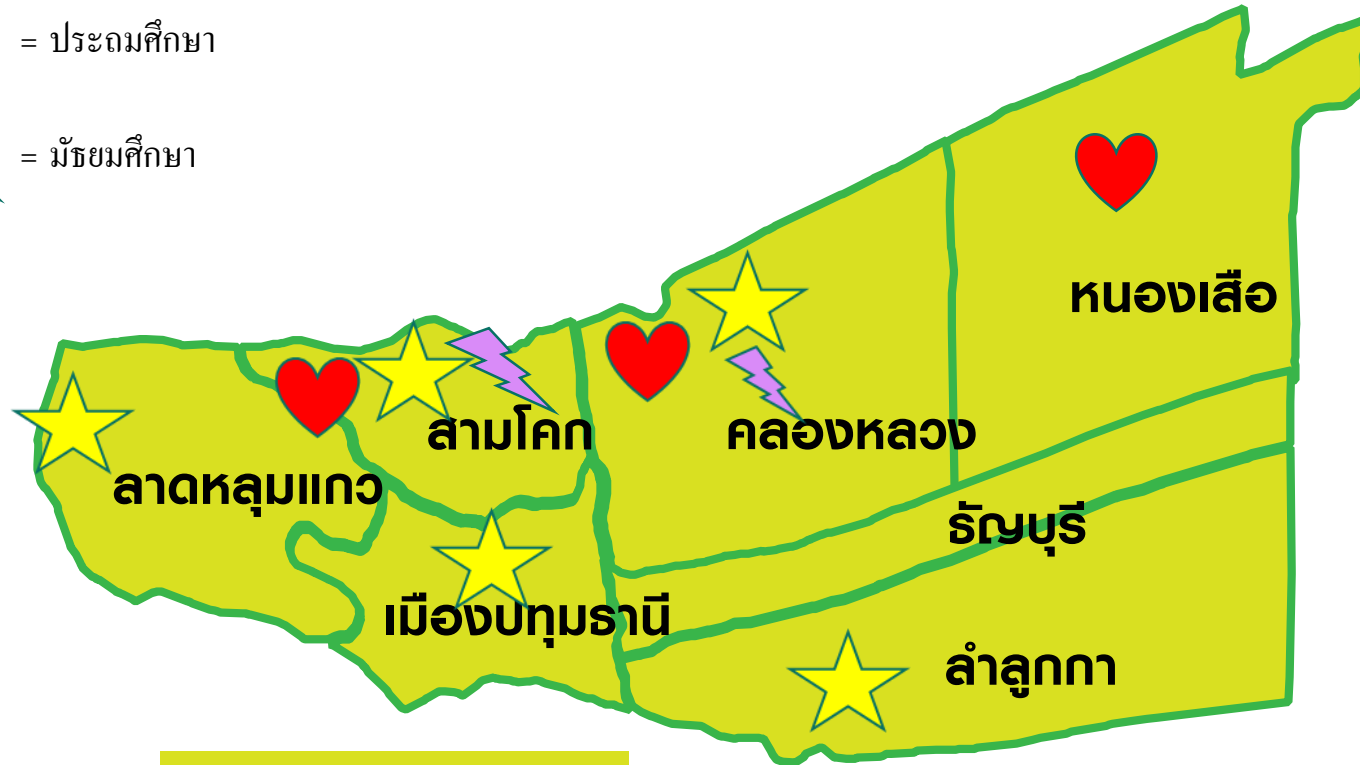 = ประถมศึกษา
= มัธยมศึกษา
หนองเสือ
สามโคก
คลองหลวง
ลาดหลุมแกว
ธัญบุรี
เมืองปทุมธานี
ลำลูกกา